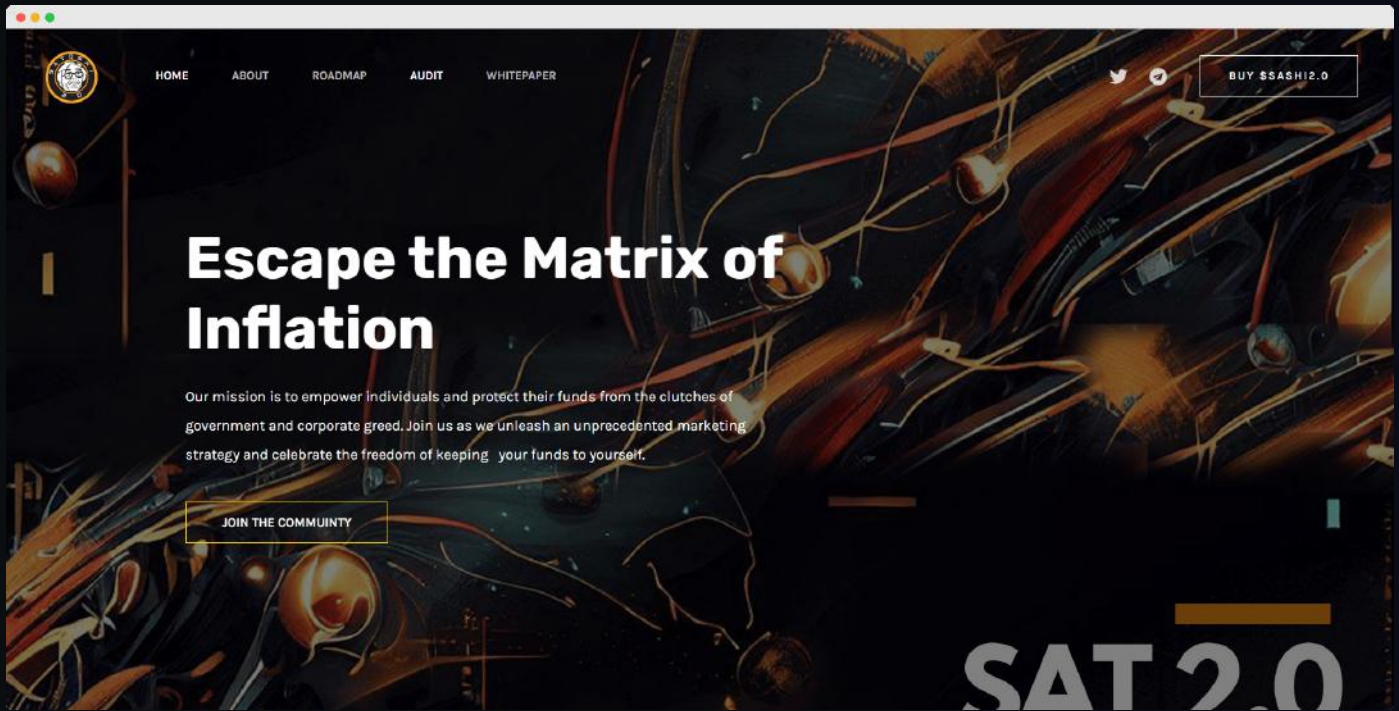 HOME ABOUT ROADMAP AUDIT WHITEPAPER BUY $SASHI2.0
Escape the Matrix of
Inflation
Our mission is to empower individuals and protect their funds from the clutches of
government and corporate greed. Join us as we unleash an unprecedented marketing
strategy and celebrate the freedom of keeping your funds to yourself.
JOIN THE COMMUINTY
SAT 2.0